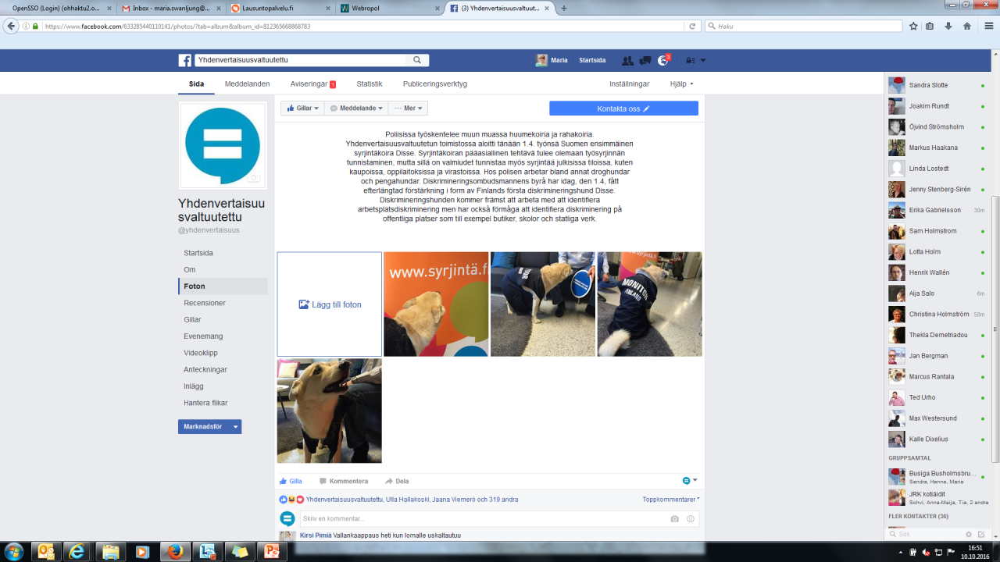 OpenSSO (Login) (ohhaktu2.o...
Inbox - maria.swanljung@...
Lausuntopalvelu.fi
Webropol
(3) Yhdenvertaisuusvaltuut...
https://www.facebook.com/633285440110141/photos/?tab=album&album_id=812365668868783
Haku
Yhdenvertaisuusvaltuutettu
Maria
Startsida
3
Sida
Meddelanden
Aviseringar 1
Statistik
Publiceringsverktyg
Inställningar
Hjälp
Yhdenvertaisuu
svaltuutettu
@yhdenvertaisuus
Startsida
Om
Foton
Recensioner
Gillar
Evenemang
Videoklipp
Anteckningar
Inlägg
Hantera flikar
Marknadsför
Gillar
Meddelande
Mer
Kontakta oss
Poliisissa työskentelee muun muassa huumekoiria ja rahakoiria.
Yhdenvertaisuusvaltuutetun toimistossa aloitti tänään 1.4. työnsä Suomen ensimmäinen
syrjintäkoira Disse. Syrjintäkoiran pääasiallinen tehtävä tulee olemaan työsyrjinnän
tunnistaminen, mutta sillä on valmiudet tunnistaa myös syrjintää julkisissa tiloissa, kuten
kaupoissa, oppilaitoksissa ja virastoissa. Hos polisen arbetar bland annat droghundar
och pengahundar. Diskrimineringsombudsmannens byrå har idag, den 1.4, fått
efterlängtad förstärkning i form av Finlands första diskrimineringshund Disse.
Diskrimineringshunden kommer främst att arbeta med att identifiera
arbetsplatsdiskriminering men har också förmåga att identifiera diskriminering på
offentliga platser som till exempel butiker, skolor och statliga verk.
Lägg till foton
www.syrjintä.fi
TOR
MONITOR
FINLAND
Gilla
Kommentera
Dela
Yhdenvertaisuusvaltuutettu, Ulla Hallakoski, Jaana Viemerö och 319 andra
Toppkommentarer
Skriv en kommentar...
Kirsi Pimiä Vallankaappaus heti kun lomalle uskaltautuu
Sandra Slotte
Joakim Rundt
Öjvind Strömsholm
Markus Haakana
Linda Lostedt
Jenny Stenberg-Sirén
Erika Gabrielsson 30m
Sam Holmstrom
Lotta Holm
Henrik Wallén
Aija Salo 6m
Christina Holmström 58m
Thekla Demetriadou
Jan Bergman
Marcus Rantala
Ted Urho
Max Westersund
Kalle Dixelius
GRUPPSAMTAL
Busiga Busholmsbru...
Sandra, Hanna, Maria
JRK kotiäidit
Sohvi, Anna-Maija, Tia, 2 andra
FLER KONTAKTER (36)
Sök
16:51
10.10.2016